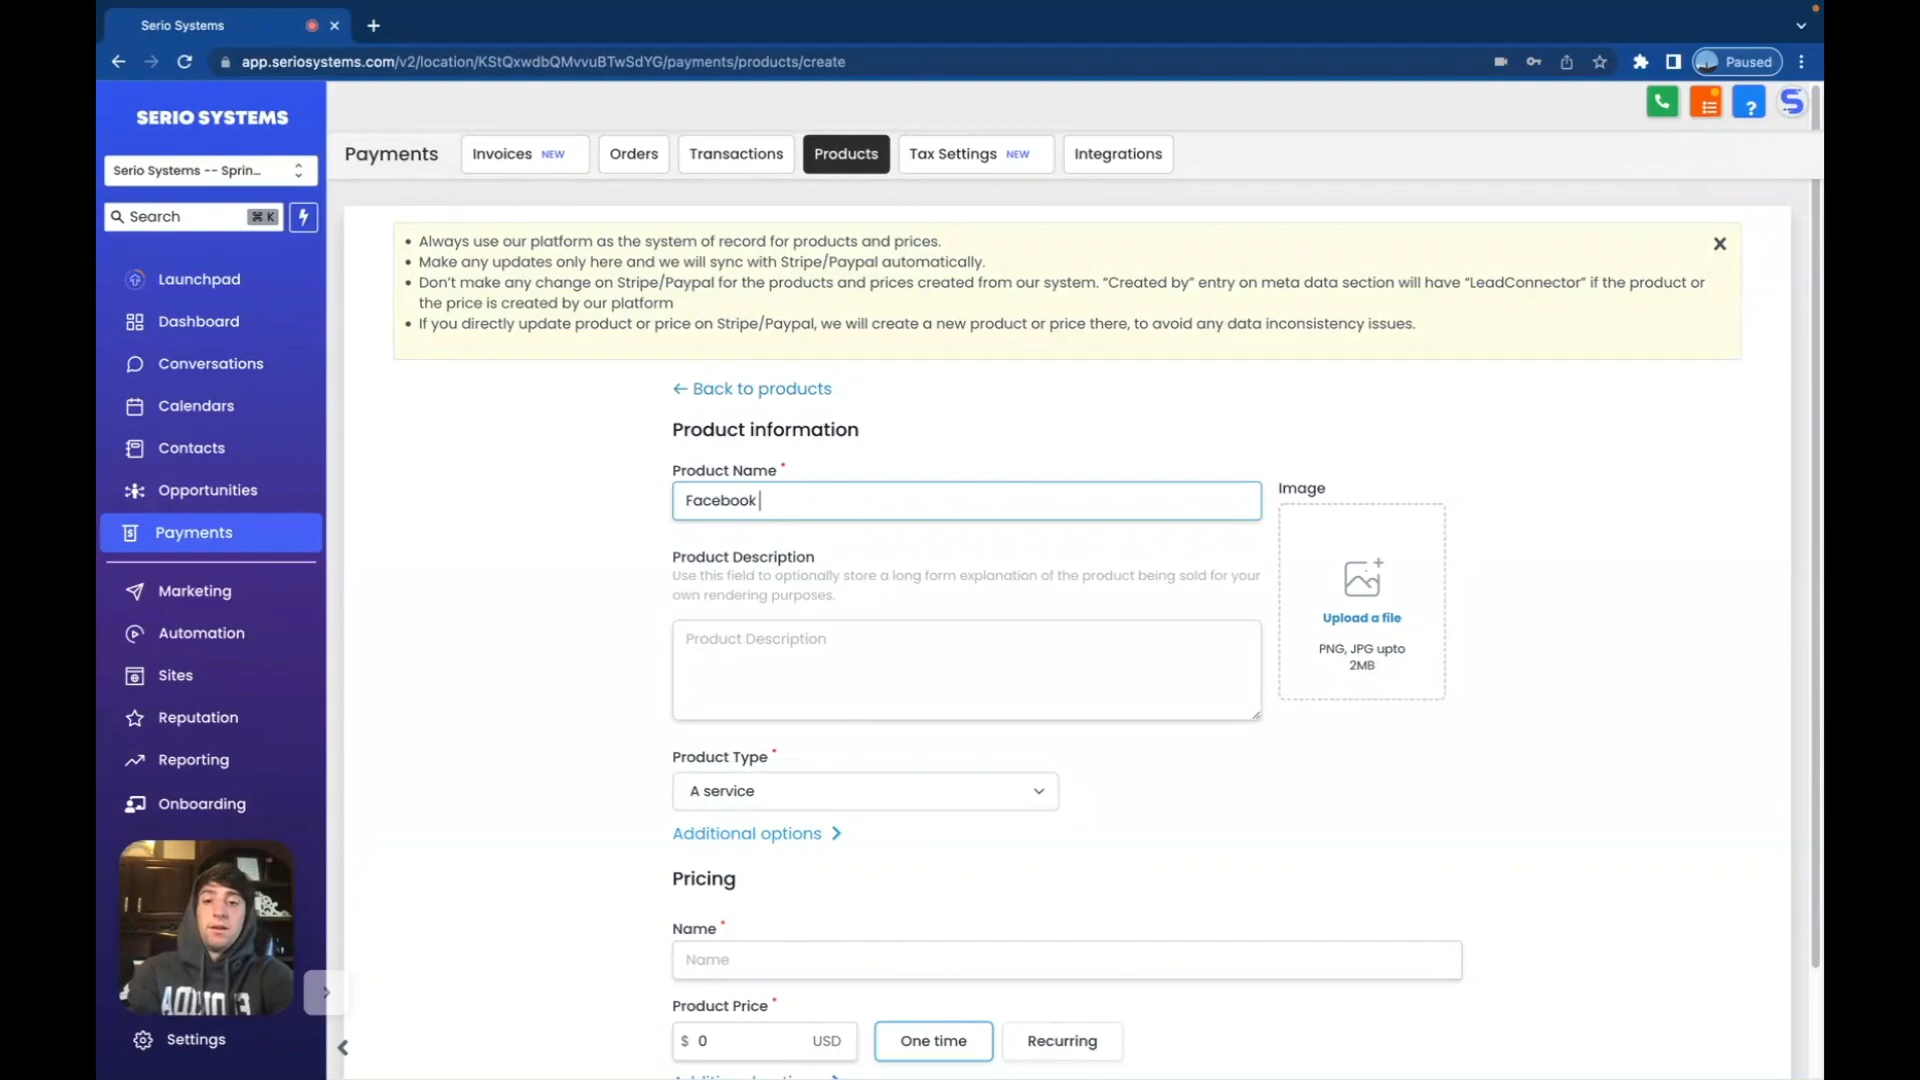 Serio Systems
app.seriosystems.com/v2/location/KStQxwdbQMvvuBTwSdYG/payments/products/create
Paused
SERIO SYSTEMS
Serio Systems -- Sprin...
Search ⌘ K
Launchpad
Dashboard
Conversations
Calendars
Contacts
Opportunities
Payments
Marketing
Automation
Sites
Reputation
Reporting
Onboarding
Settings
Payments
Invoices NEW
Orders
Transactions
Products
Tax Settings NEW
Integrations
• Always use our platform as the system of record for products and prices.
• Make any updates only here and we will sync with Stripe/Paypal automatically.
• Don't make any change on Stripe/Paypal for the products and prices created from our system. “Created by” entry on meta data section will have “LeadConnector” if the product or
the price is created by our platform
• If you directly update product or price on Stripe/Paypal, we will create a new product or price there, to avoid any data inconsistency issues.
← Back to products
Product information
Product Name *
Facebook
Image
Upload a file
PNG, JPG upto
2MB
Product Description
Use this field to optionally store a long form explanation of the product being sold for your
own rendering purposes.
Product Description
Product Type *
A service
Additional options
Pricing
Name *
Name
Product Price *
$ 0 USD
One time
Recurring